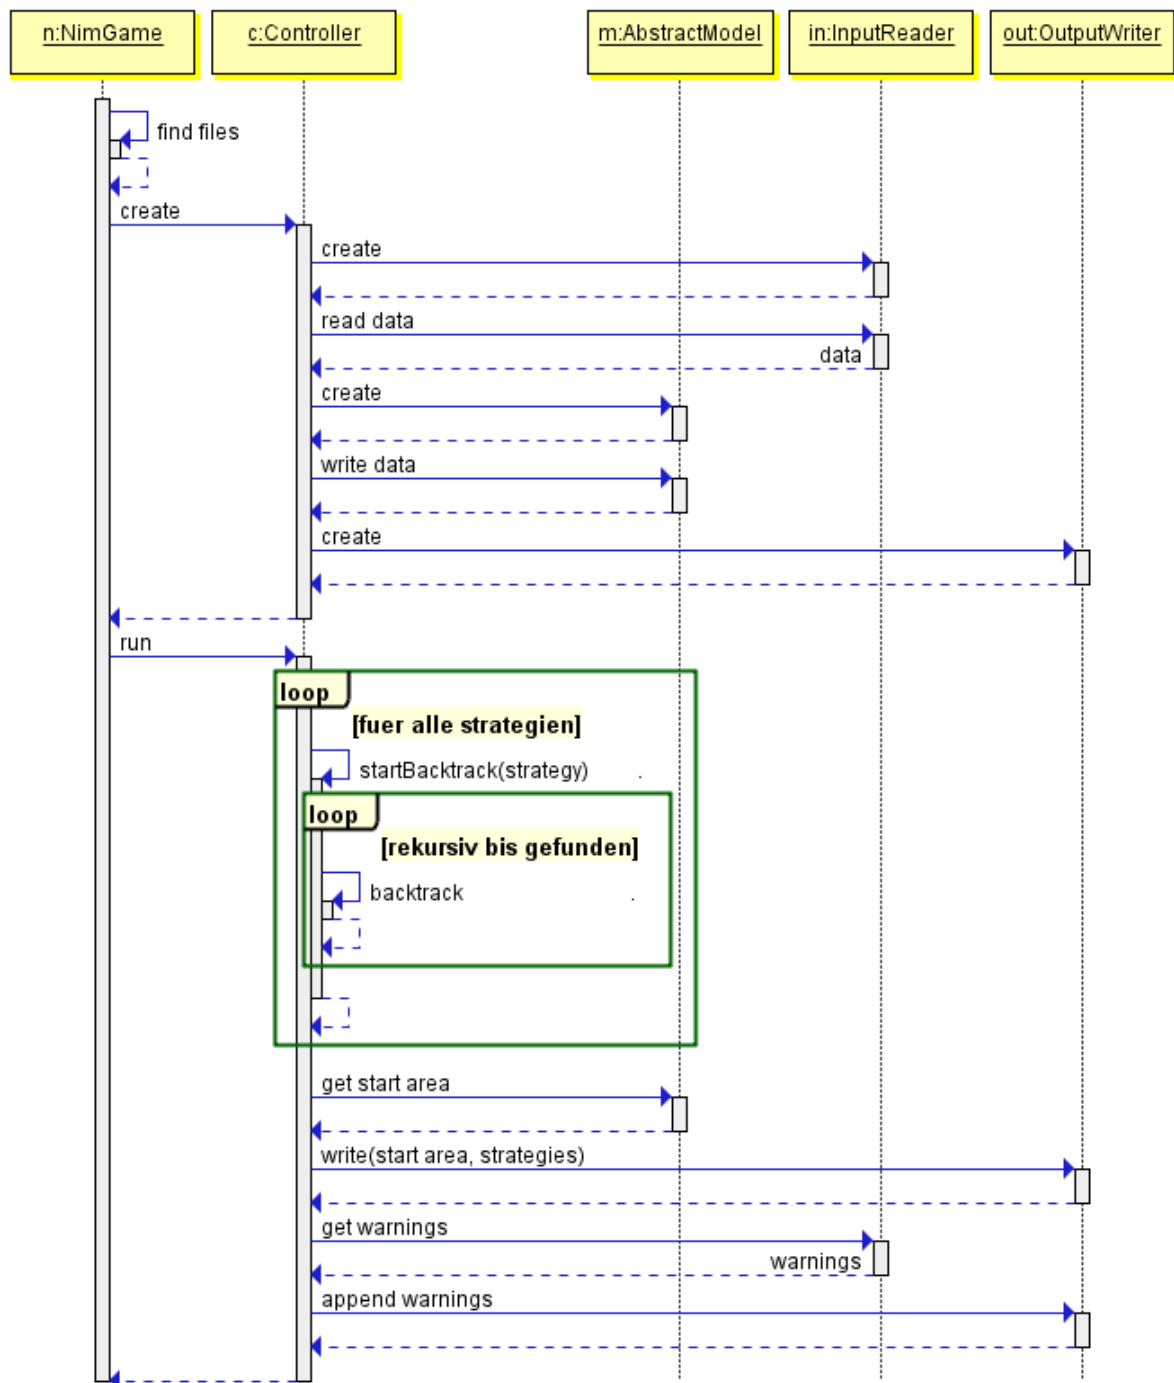 n:NimGame
c:Controller
m:AbstractModel
in:InputReader
out:OutputWriter
find files
create
create
read data
data
create
write data
create
run
loop
[fuer alle strategien]
startBacktrack(strategy) .
loop
[rekursiv bis gefunden]
backtrack .
get start area
write(start area, strategies)
get warnings
warnings
append warnings